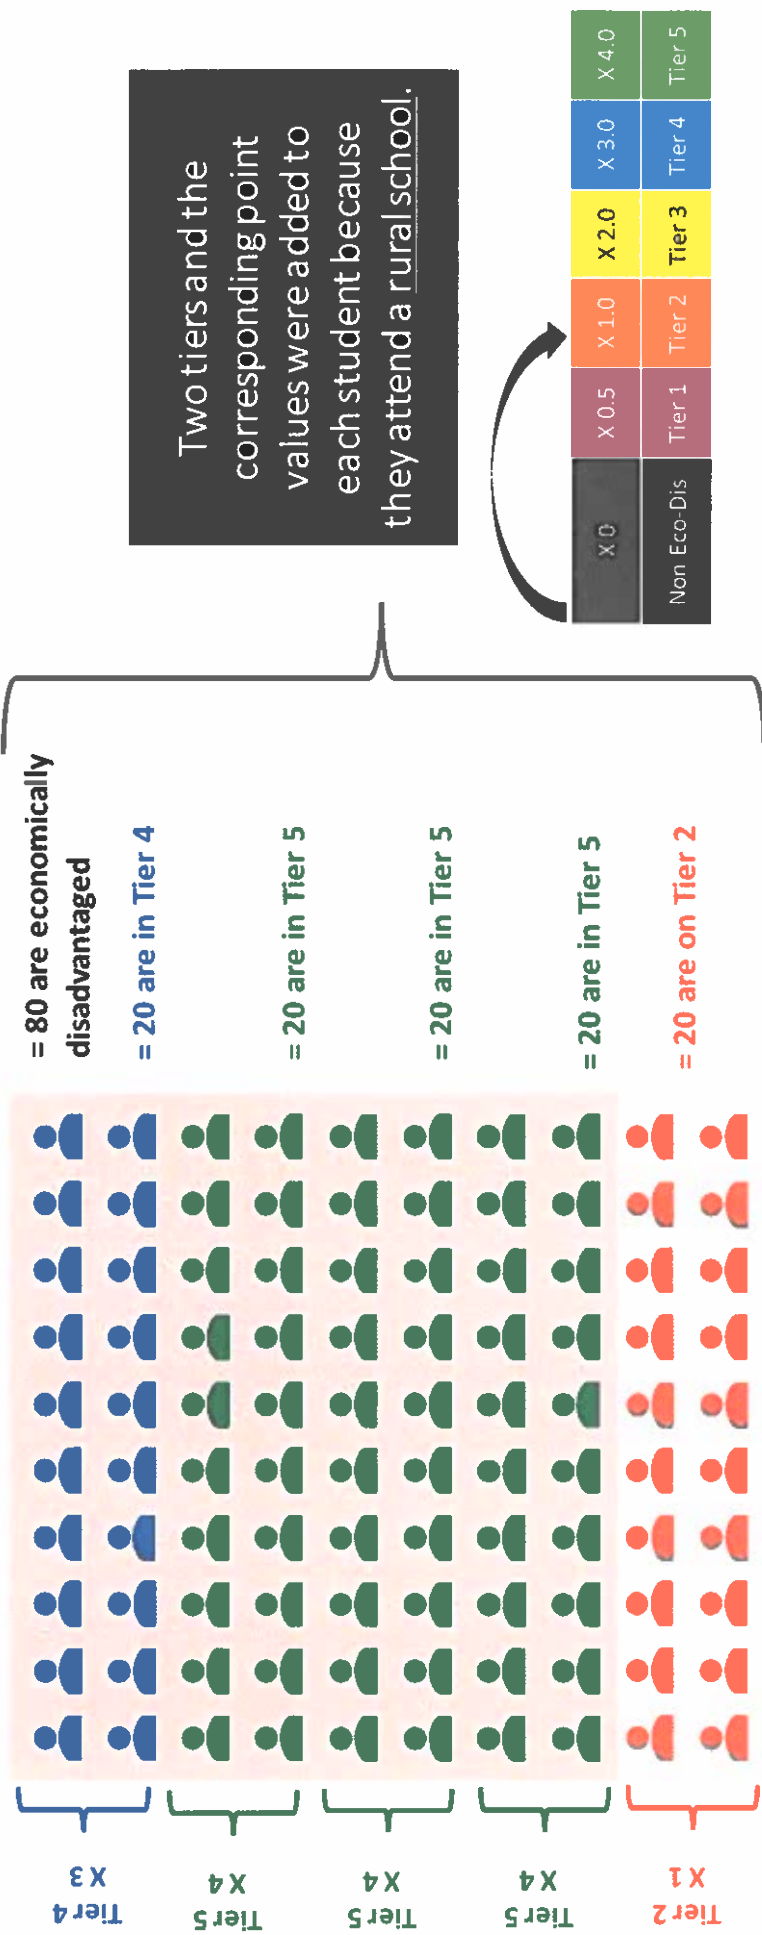 Tier 4
X 3
Tier 5
X 4
Tier 5
X 4
Tier 5
X 4
Tier 2
X 1
= 80 are economically
disadvantaged
= 20 are in Tier 4
= 20 are in Tier 5
= 20 are in Tier 5
= 20 are in Tier 5
= 20 are on Tier 2
Two tiers and the
corresponding point
values were added to
each student because
they attend a rural school.
X 0 X 0.5 X 1.0 X 2.0 X 3.0 X 4.0
Non Eco-Dis Tier 1 Tier 2 Tier 3 Tier 4 Tier 5